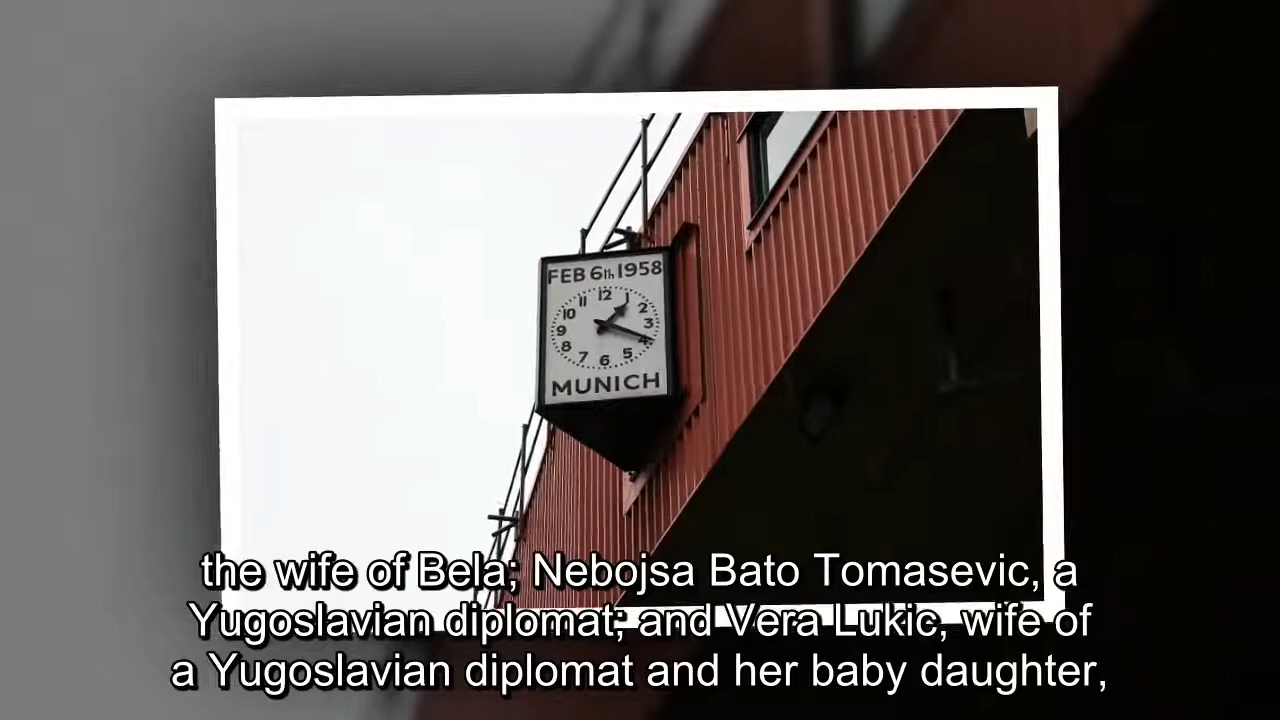 FEB 6th 1958
12
11 1
10 2
9 3
8 4
7 5
6
MUNICH
the wife of Bela; Nebojsa Bato Tomasevic, a
Yugoslavian diplomat; and Vera Lukic, wife of
a Yugoslavian diplomat and her baby daughter,